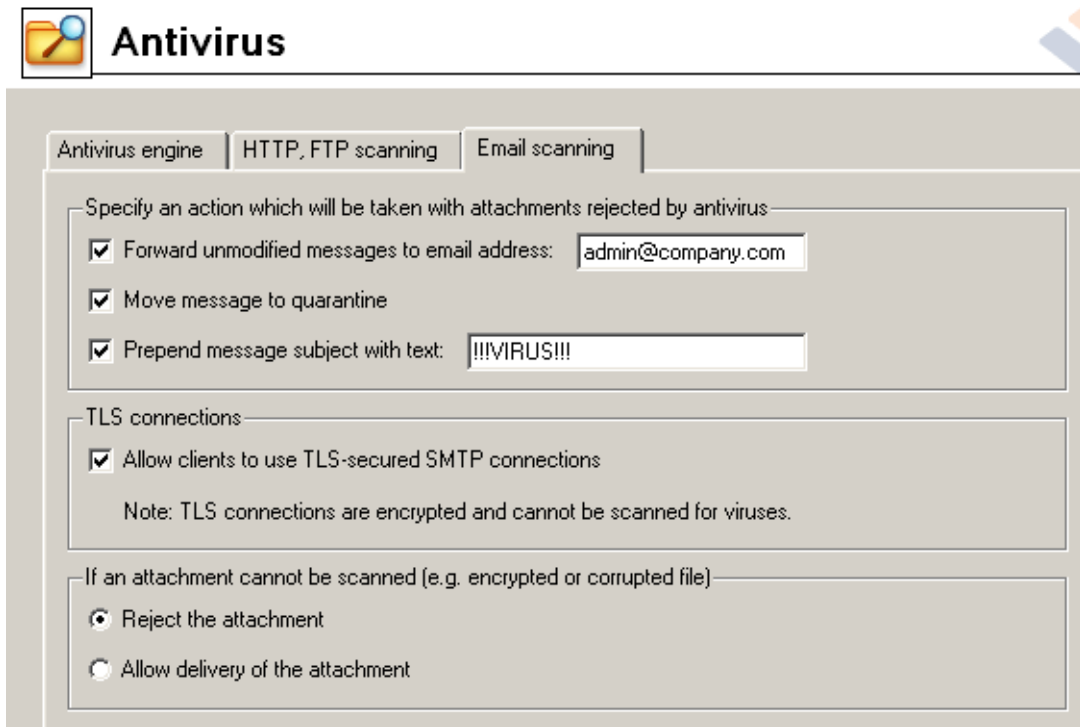 Antivirus
Antivirus engine HTTP, FTP scanning Email scanning
Specify an action which will be taken with attachments rejected by antivirus
Forward unmodified messages to email address: admin@company.com
Move message to quarantine
Prepend message subject with text: !!!VIRUS!!!
TLS connections
Allow clients to use TLS-secured SMTP connections
Note: TLS connections are encrypted and cannot be scanned for viruses.
If an attachment cannot be scanned (e.g. encrypted or corrupted file)
Reject the attachment
Allow delivery of the attachment